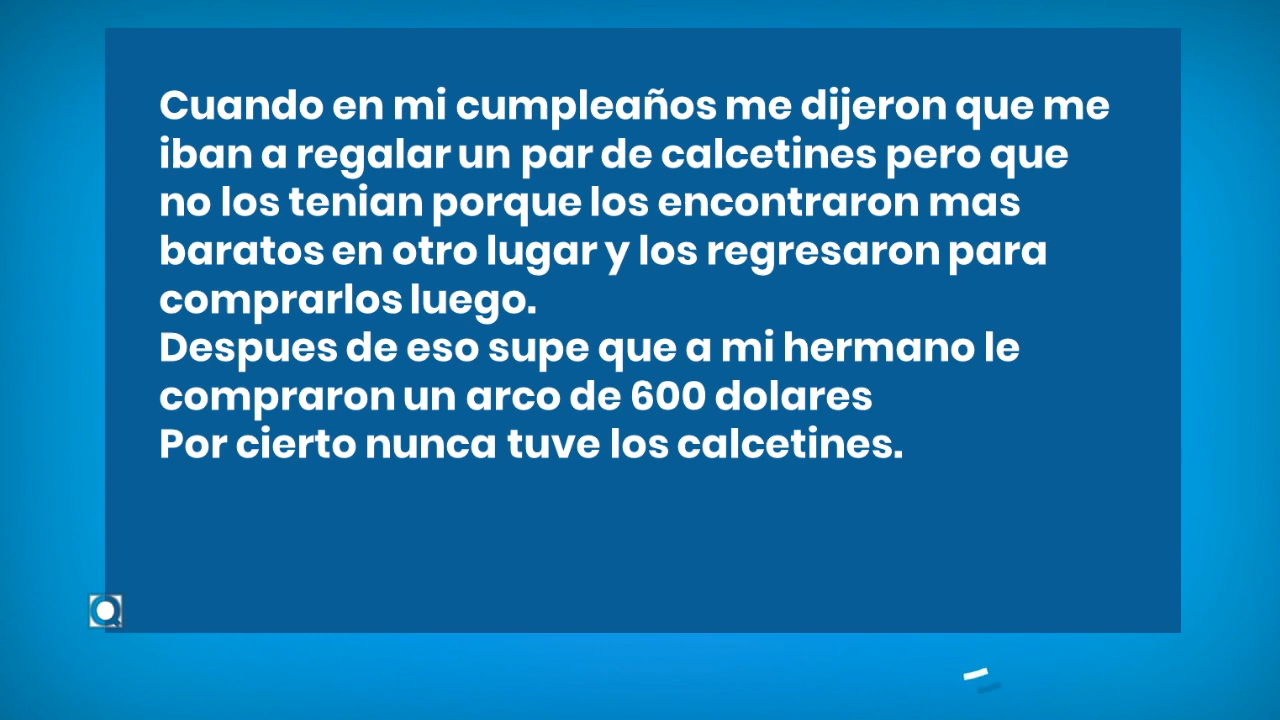 Cuando en mi cumpleaños me dijeron que me
iban a regalar un par de calcetines pero que
no los tenian porque los encontraron mas
baratos en otro lugar y los regresaron para
comprarlos luego.
Despues de eso supe que a mi hermano le
compraron un arco de 600 dolares
Por cierto nunca tuve los calcetines.